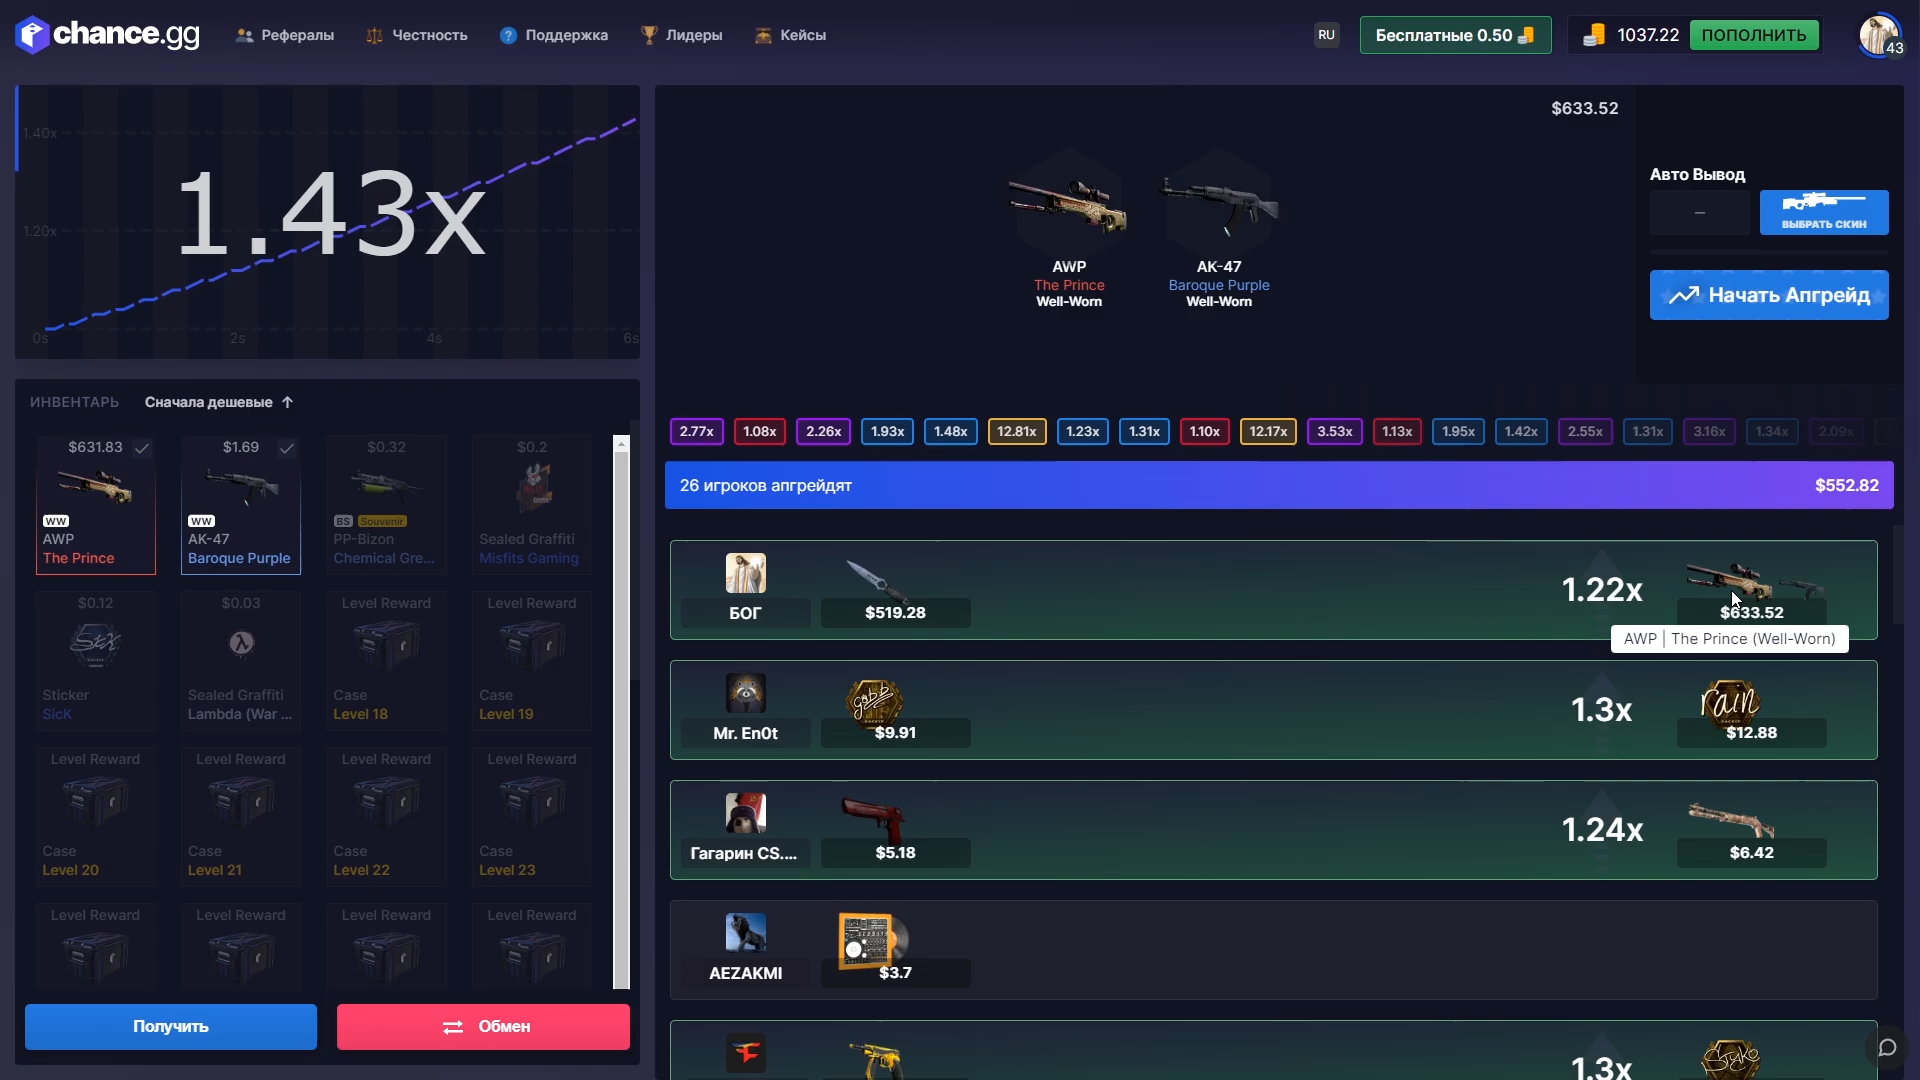 chance.gg
Рефералы
Честность
Поддержка
Лидеры
Кейсы
RU
Бесплатные 0.50
1037.22
ПОПОЛНИТЬ
43
1.40x
1.20x
1.43x
0s
2s
4s
6s
$633.52
AWP
The Prince
Well-Worn
AK-47
Baroque Purple
Well-Worn
Авто Вывод
–
ВЫБРАТЬ СКИН
Начать Апгрейд
ИНВЕНТАРЬ
Сначала дешевые
$631.83
WW
AWP
The Prince
$1.69
WW
AK-47
Baroque Purple
$0.32
BS Souvenir
PP-Bizon
Chemical Gre...
$0.2
Sealed Graffiti
Misfits Gaming
$0.12
Sticker
SicK
$0.03
Sealed Graffiti
Lambda (War ...
Level Reward
Case
Level 18
Level Reward
Case
Level 19
Level Reward
Case
Level 20
Level Reward
Case
Level 21
Level Reward
Case
Level 22
Level Reward
Case
Level 23
Level Reward
Level Reward
Level Reward
Level Reward
Получить
Обмен
2.77x
1.08x
2.26x
1.93x
1.48x
12.81x
1.23x
1.31x
1.10x
12.17x
3.53x
1.13x
1.95x
1.42x
2.55x
1.31x
3.16x
1.34x
2.09x
26 игроков апгрейдят
$552.82
БОГ
$519.28
1.22x
$633.52
AWP | The Prince (Well-Worn)
Mr. En0t
$9.91
1.3x
$12.88
Гагарин CS....
$5.18
1.24x
$6.42
AEZAKMI
$3.7
1.3x